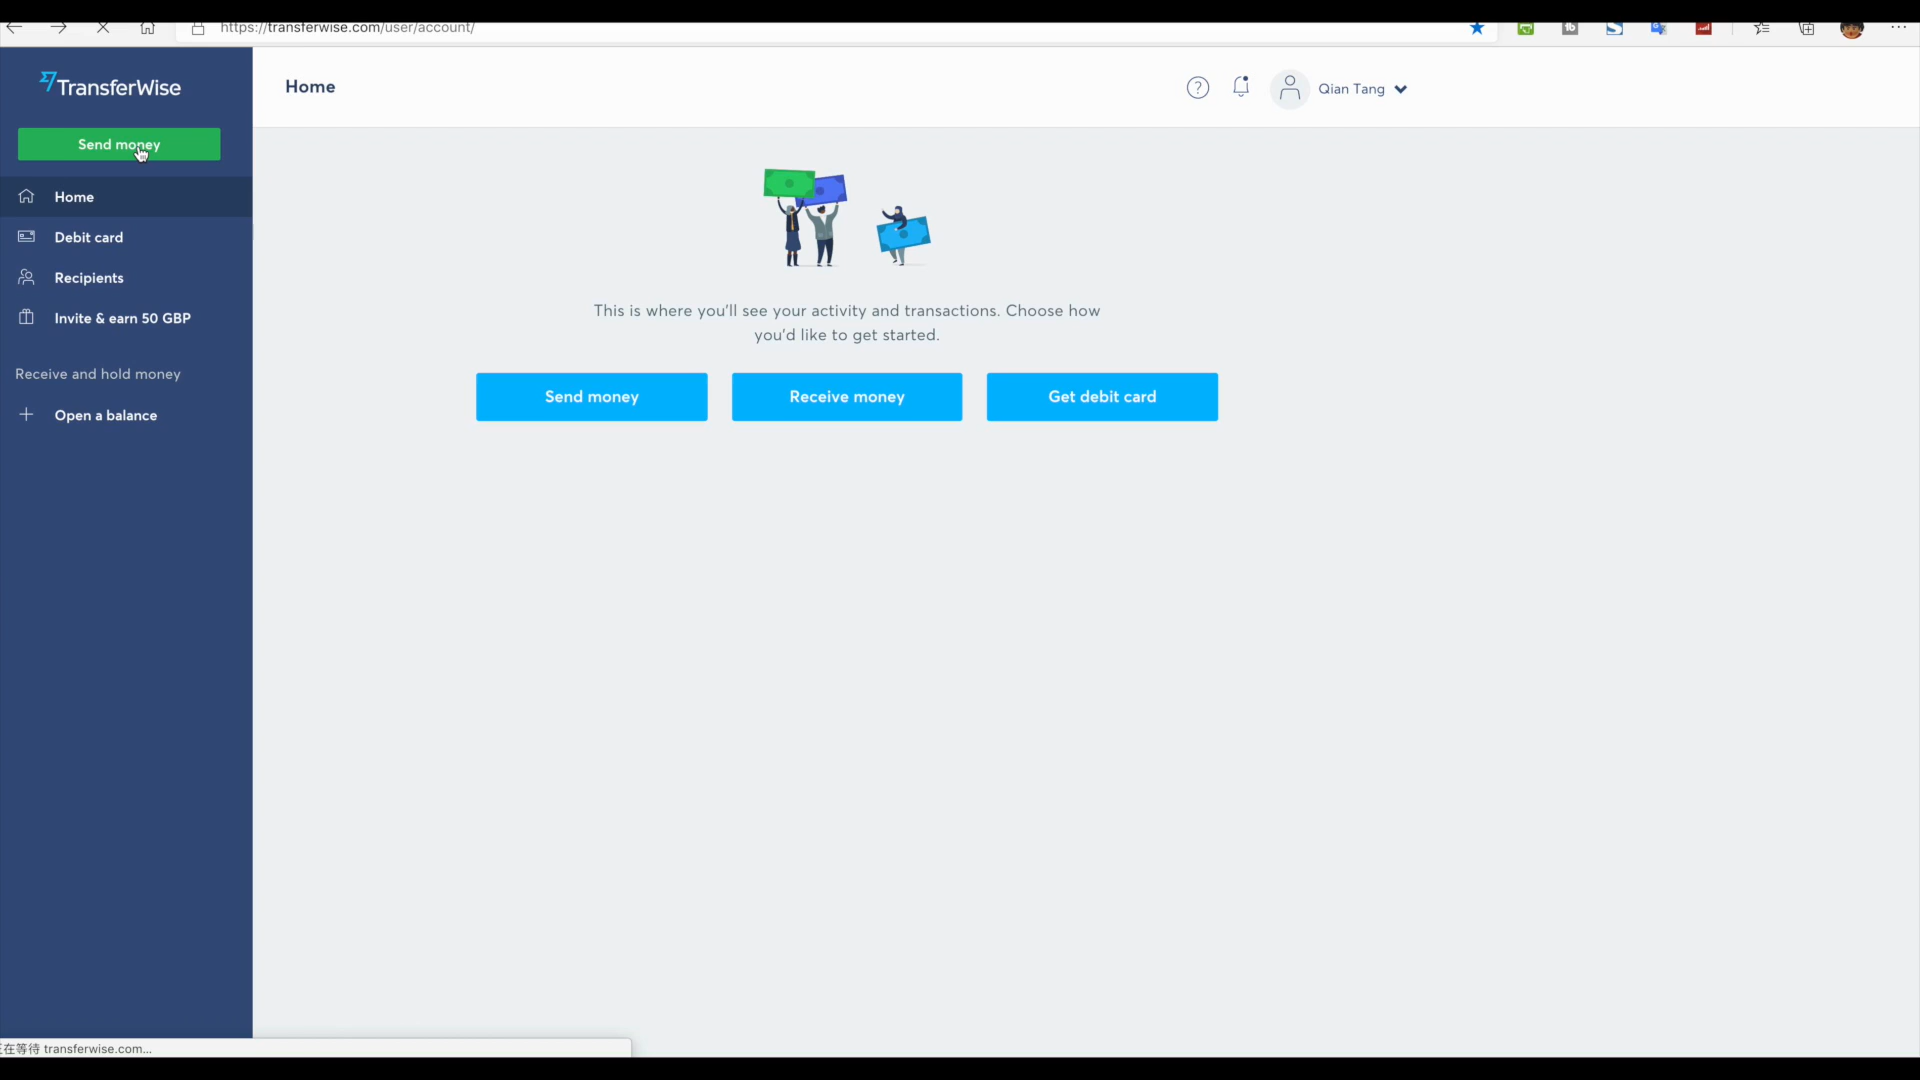 https://transferwise.com/user/account/
TransferWise
Home
Qian Tang
Send money
Home
Debit card
Recipients
Invite & earn 50 GBP
Receive and hold money
Open a balance
This is where you'll see your activity and transactions. Choose how
you'd like to get started.
Send money
Receive money
Get debit card
在等待 transferwise.com...